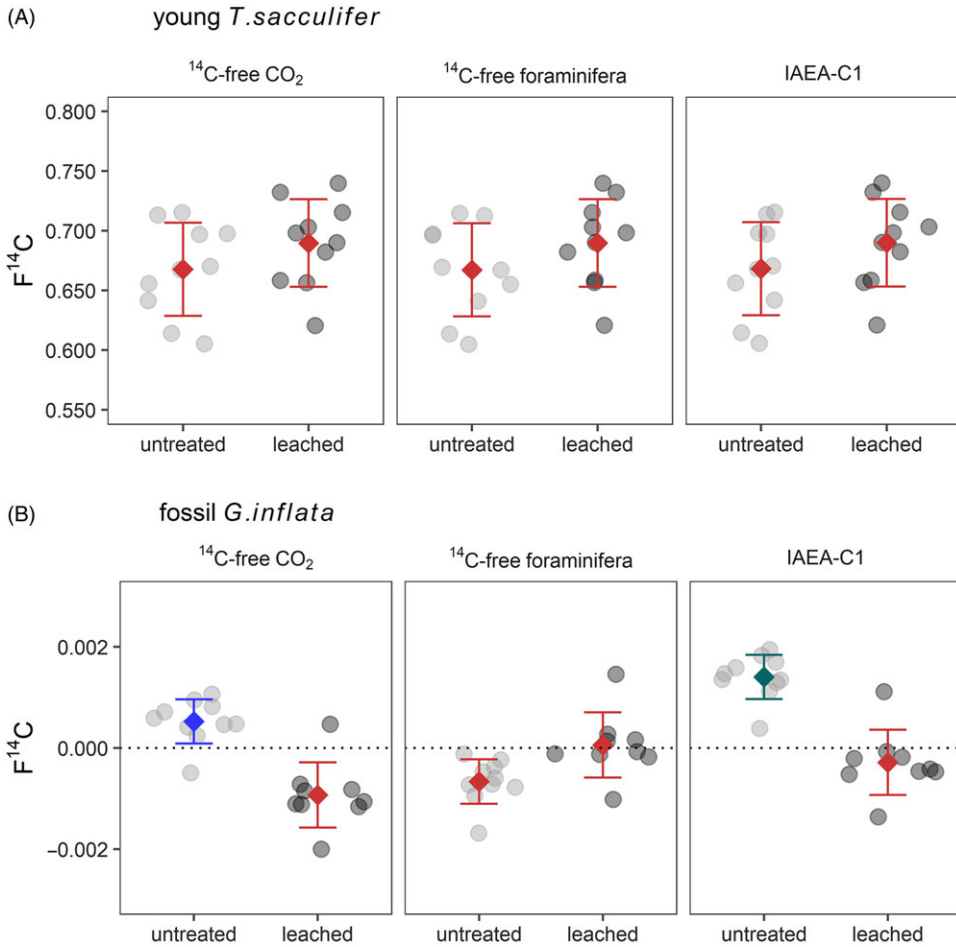 (A) young T.sacculifer
¹⁴C-free CO₂ ¹⁴C-free foraminifera IAEA-C1
F¹⁴C
0.800
0.750
0.700
0.650
0.600
0.550
untreated leached untreated leached untreated leached
(B) fossil G.inflata
¹⁴C-free CO₂ ¹⁴C-free foraminifera IAEA-C1
F¹⁴C
0.002
0.000
−0.002
untreated leached untreated leached untreated leached